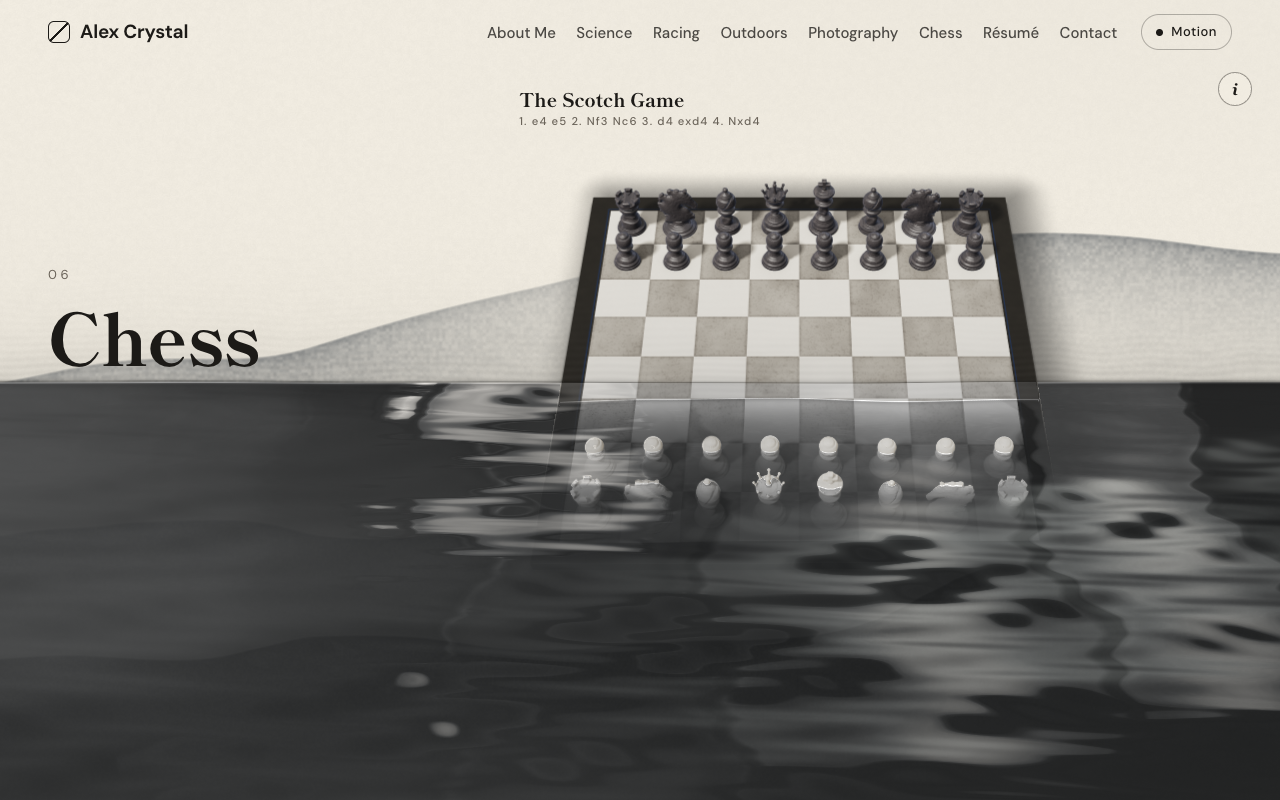 Alex Crystal
About Me Science Racing Outdoors Photography Chess Résumé Contact Motion
i
The Scotch Game
1. e4 e5 2. Nf3 Nc6 3. d4 exd4 4. Nxd4
06
Chess